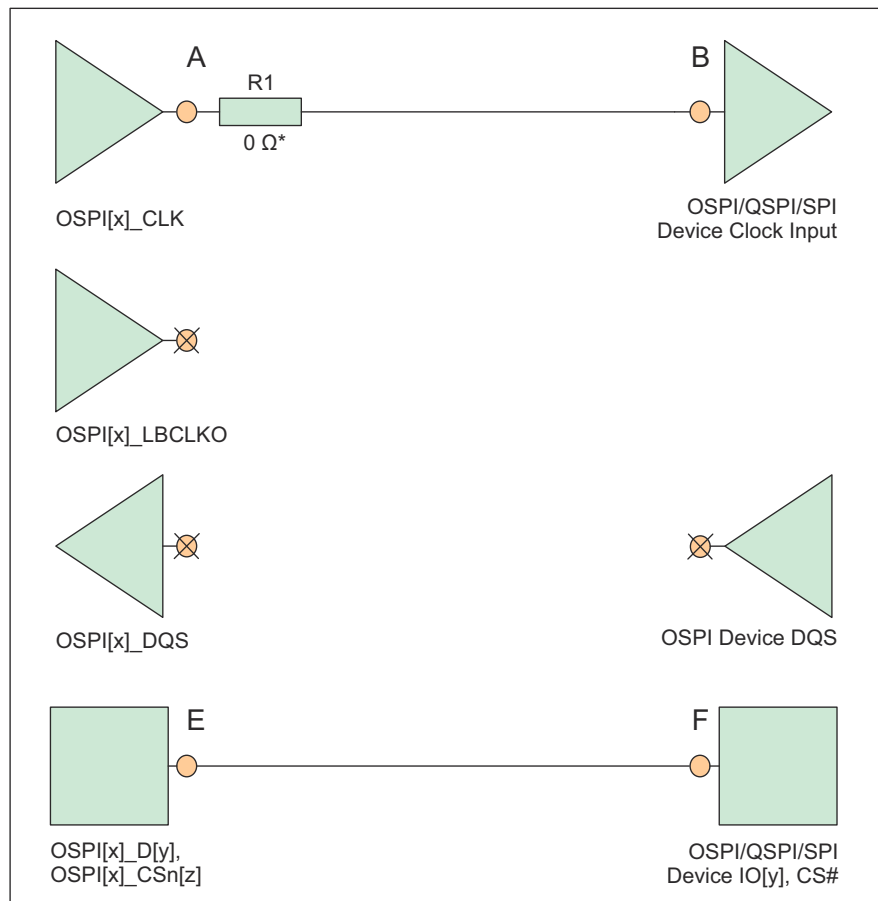 A
B
R1
0 Ω*
OSPI[x]_CLK
OSPI/QSPI/SPI
Device Clock Input
OSPI[x]_LBCLKO
OSPI[x]_DQS
OSPI Device DQS
E
F
OSPI[x]_D[y],
OSPI[x]_CSn[z]
OSPI/QSPI/SPI
Device IO[y], CS#